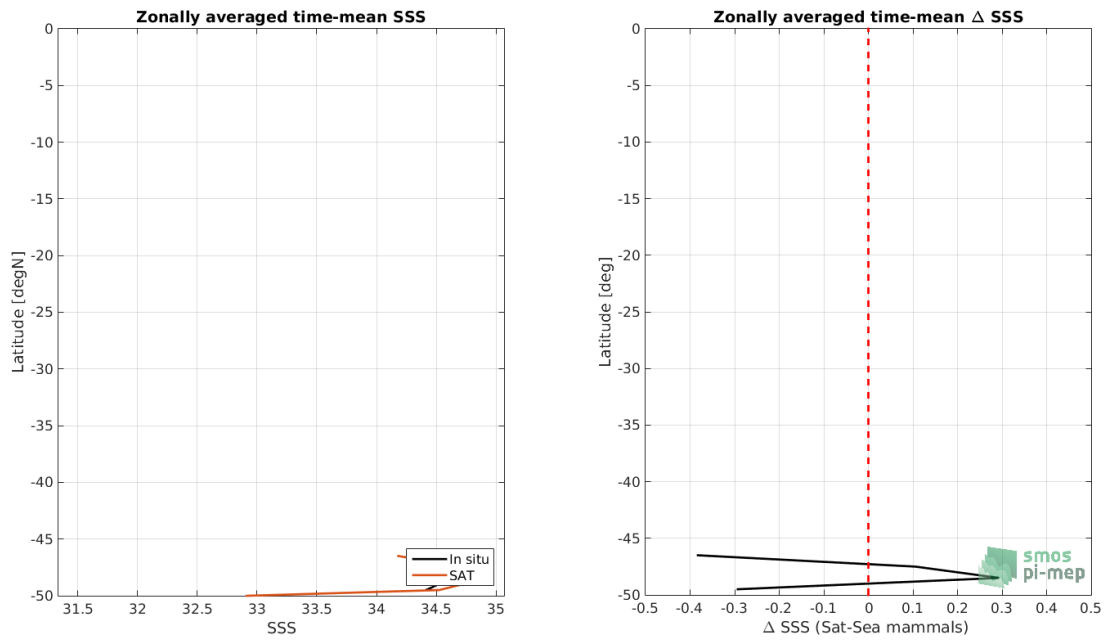 Zonally averaged time-mean SSS
0
-5
-10
-15
-20
-25
-30
-35
-40
-45
-50
Latitude [degN]
31.5 32 32.5 33 33.5 34 34.5 35
SSS
In situ
SAT
Zonally averaged time-mean Δ SSS
0
-5
-10
-15
-20
-25
-30
-35
-40
-45
-50
Latitude [deg]
-0.5 -0.4 -0.3 -0.2 -0.1 0 0.1 0.2 0.3 0.4 0.5
Δ SSS (Sat-Sea mammals)
smos
pi-mep